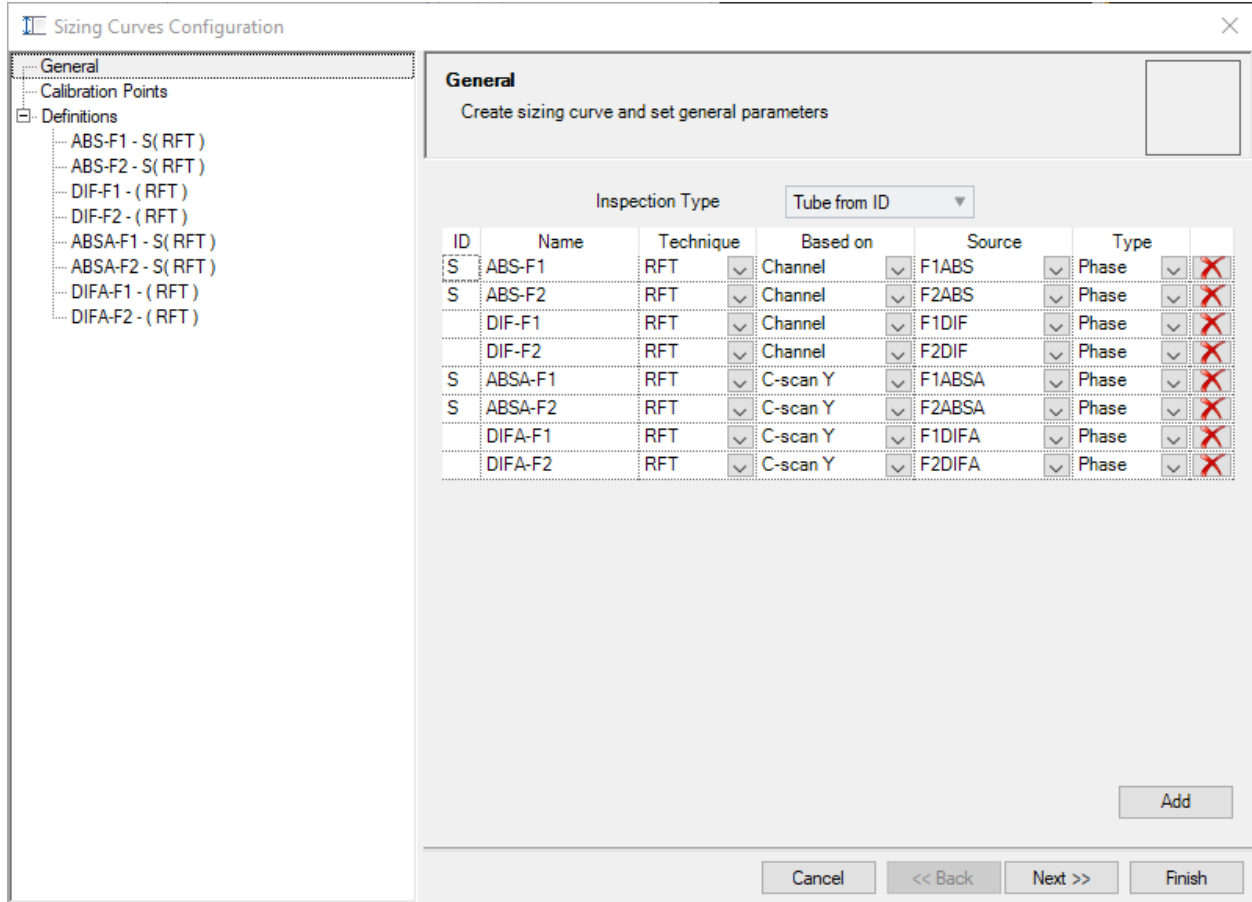 Sizing Curves Configuration
General
Calibration Points
Definitions
ABS-F1 - S( RFT )
ABS-F2 - S( RFT )
DIF-F1 - ( RFT )
DIF-F2 - ( RFT )
ABSA-F1 - S( RFT )
ABSA-F2 - S( RFT )
DIFA-F1 - ( RFT )
DIFA-F2 - ( RFT )
General
Create sizing curve and set general parameters
Inspection Type Tube from ID
ID Name Technique Based on Source Type
S ABS-F1 RFT Channel F1ABS Phase
S ABS-F2 RFT Channel F2ABS Phase
DIF-F1 RFT Channel F1DIF Phase
DIF-F2 RFT Channel F2DIF Phase
S ABSA-F1 RFT C-scan Y F1ABSA Phase
S ABSA-F2 RFT C-scan Y F2ABSA Phase
DIFA-F1 RFT C-scan Y F1DIFA Phase
DIFA-F2 RFT C-scan Y F2DIFA Phase
Add
Cancel << Back Next >> Finish